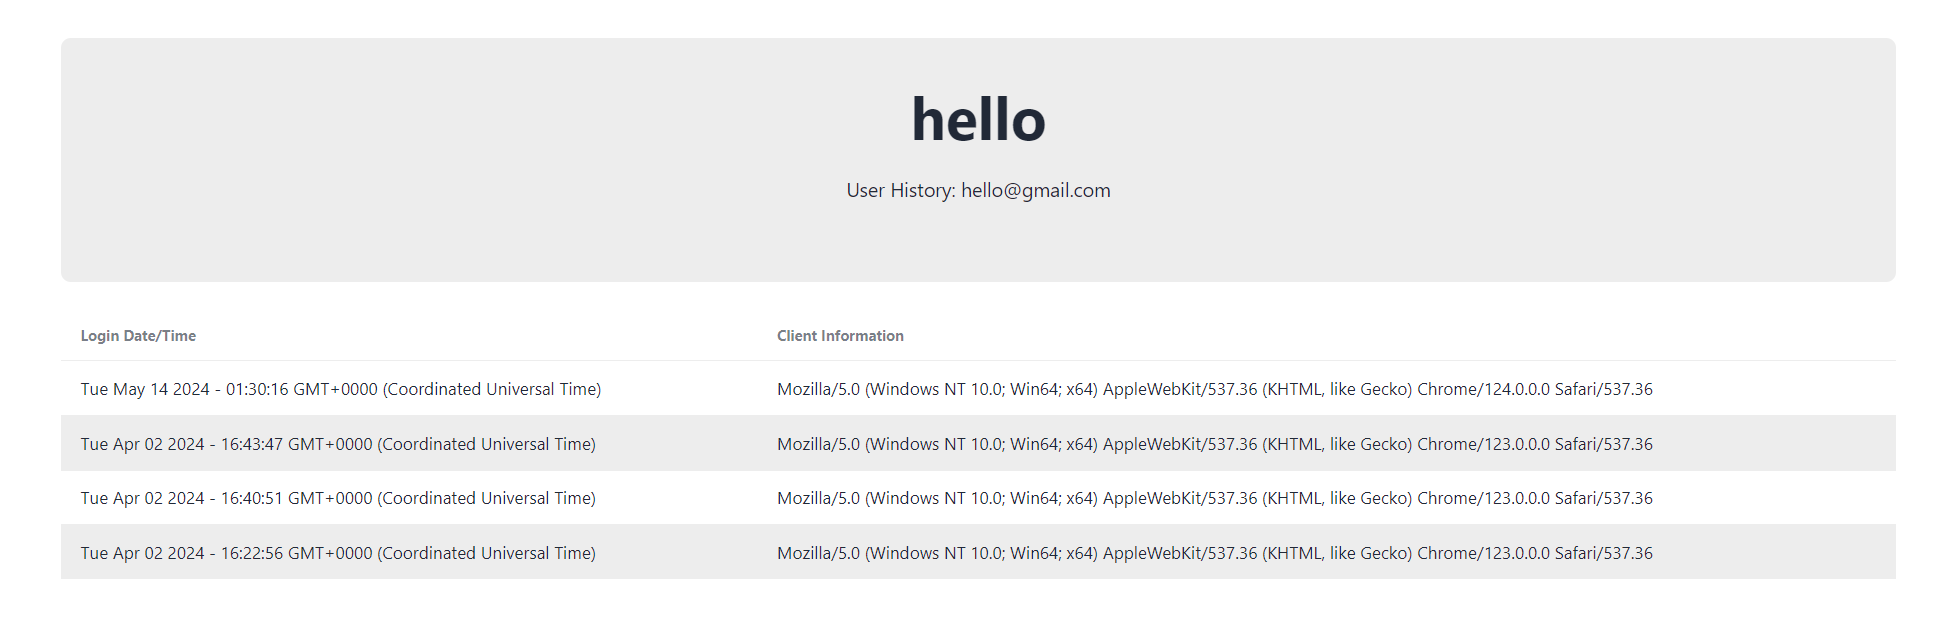 hello
User History: hello@gmail.com
Login Date/Time Client Information
Tue May 14 2024 - 01:30:16 GMT+0000 (Coordinated Universal Time) Mozilla/5.0 (Windows NT 10.0; Win64; x64) AppleWebKit/537.36 (KHTML, like Gecko) Chrome/124.0.0.0 Safari/537.36
Tue Apr 02 2024 - 16:43:47 GMT+0000 (Coordinated Universal Time) Mozilla/5.0 (Windows NT 10.0; Win64; x64) AppleWebKit/537.36 (KHTML, like Gecko) Chrome/123.0.0.0 Safari/537.36
Tue Apr 02 2024 - 16:40:51 GMT+0000 (Coordinated Universal Time) Mozilla/5.0 (Windows NT 10.0; Win64; x64) AppleWebKit/537.36 (KHTML, like Gecko) Chrome/123.0.0.0 Safari/537.36
Tue Apr 02 2024 - 16:22:56 GMT+0000 (Coordinated Universal Time) Mozilla/5.0 (Windows NT 10.0; Win64; x64) AppleWebKit/537.36 (KHTML, like Gecko) Chrome/123.0.0.0 Safari/537.36